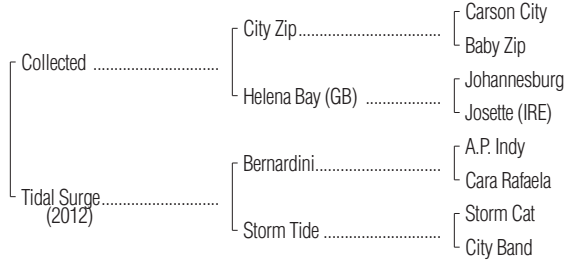 Carson City
City Zip
Baby Zip
Collected
Johannesburg
Helena Bay (GB)
Josette (IRE)
A.P. Indy
Bernardini
Cara Rafaela
Tidal Surge
(2012)
Storm Cat
Storm Tide
City Band